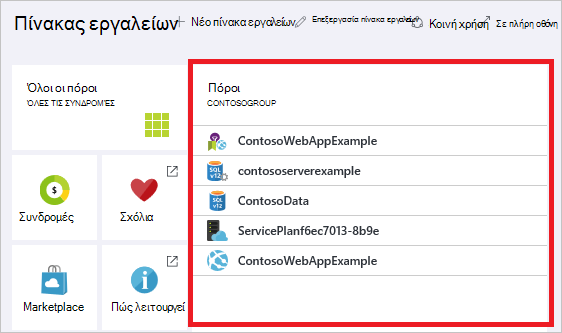 Πίνακας εργαλείων
Νέο πίνακα εργαλείων
Επεξεργασία πίνακα εργαλείων
Κοινή χρήση
Σε πλήρη οθόνη
Όλοι οι πόροι
ΌΛΕΣ ΤΙΣ ΣΥΝΔΡΟΜΈΣ
Πόροι
CONTOSOGROUP
ContosoWebAppExample
SQL v12
contososerverexample
SQL v12
ContosoData
ServicePlanf6ec7013-8b9e
ContosoWebAppExample
Συνδρομές
Σχόλια
Marketplace
Πώς λειτουργεί